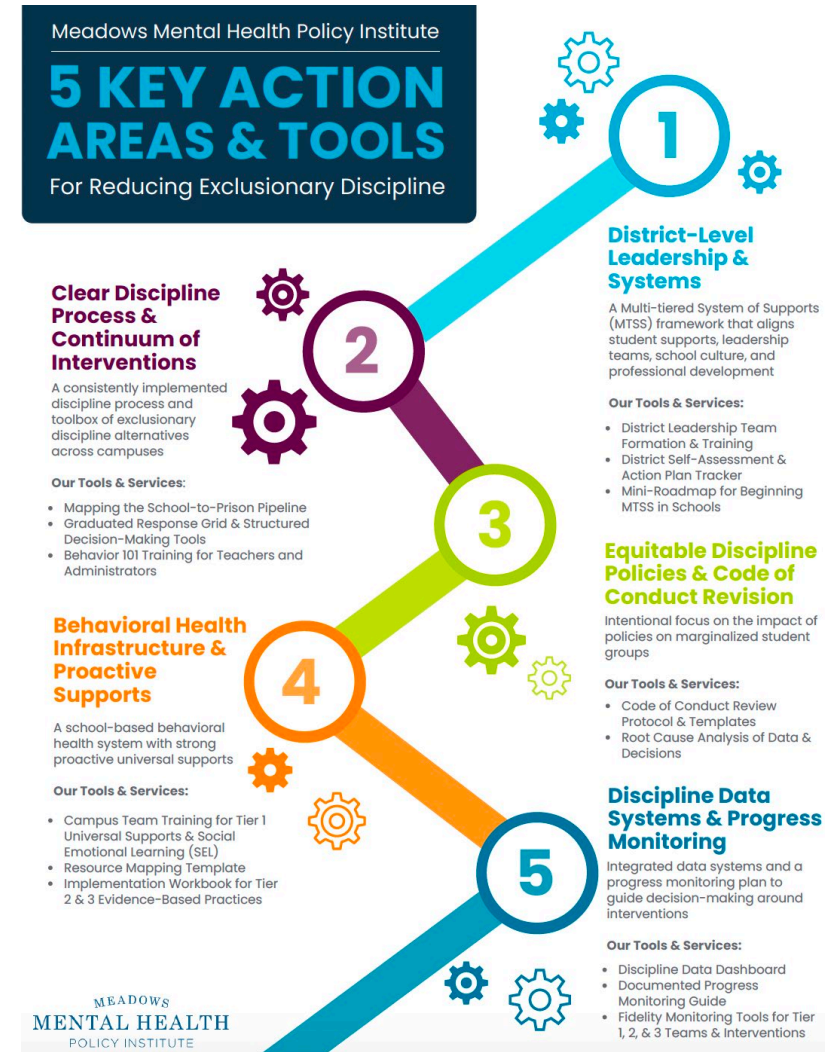 Meadows Mental Health Policy Institute
5 KEY ACTION
AREAS & TOOLS
For Reducing Exclusionary Discipline
1
District-Level
Leadership &
Systems
A Multi-tiered System of Supports
(MTSS) framework that aligns
student supports, leadership
teams, school culture, and
professional development
Our Tools & Services:
• District Leadership Team
Formation & Training
• District Self-Assessment &
Action Plan Tracker
• Mini-Roadmap for Beginning
MTSS in Schools
2
Clear Discipline
Process &
Continuum of
Interventions
A consistently implemented
discipline process and
toolbox of exclusionary
discipline alternatives
across campuses
Our Tools & Services:
• Mapping the School-to-Prison Pipeline
• Graduated Response Grid & Structured
Decision-Making Tools
• Behavior 101 Training for Teachers and
Administrators
3
Equitable Discipline
Policies & Code of
Conduct Revision
Intentional focus on the impact of
policies on marginalized student
groups
Our Tools & Services:
• Code of Conduct Review
Protocol & Templates
• Root Cause Analysis of Data &
Decisions
4
Behavioral Health
Infrastructure &
Proactive
Supports
A school-based behavioral
health system with strong
proactive universal supports
Our Tools & Services:
• Campus Team Training for Tier 1
Universal Supports & Social
Emotional Learning (SEL)
• Resource Mapping Template
• Implementation Workbook for Tier
2 & 3 Evidence-Based Practices
5
Discipline Data
Systems & Progress
Monitoring
Integrated data systems and a
progress monitoring plan to
guide decision-making around
interventions
Our Tools & Services:
• Discipline Data Dashboard
• Documented Progress
Monitoring Guide
• Fidelity Monitoring Tools for Tier
1, 2, & 3 Teams & Interventions
MEADOWS
MENTAL HEALTH
POLICY INSTITUTE